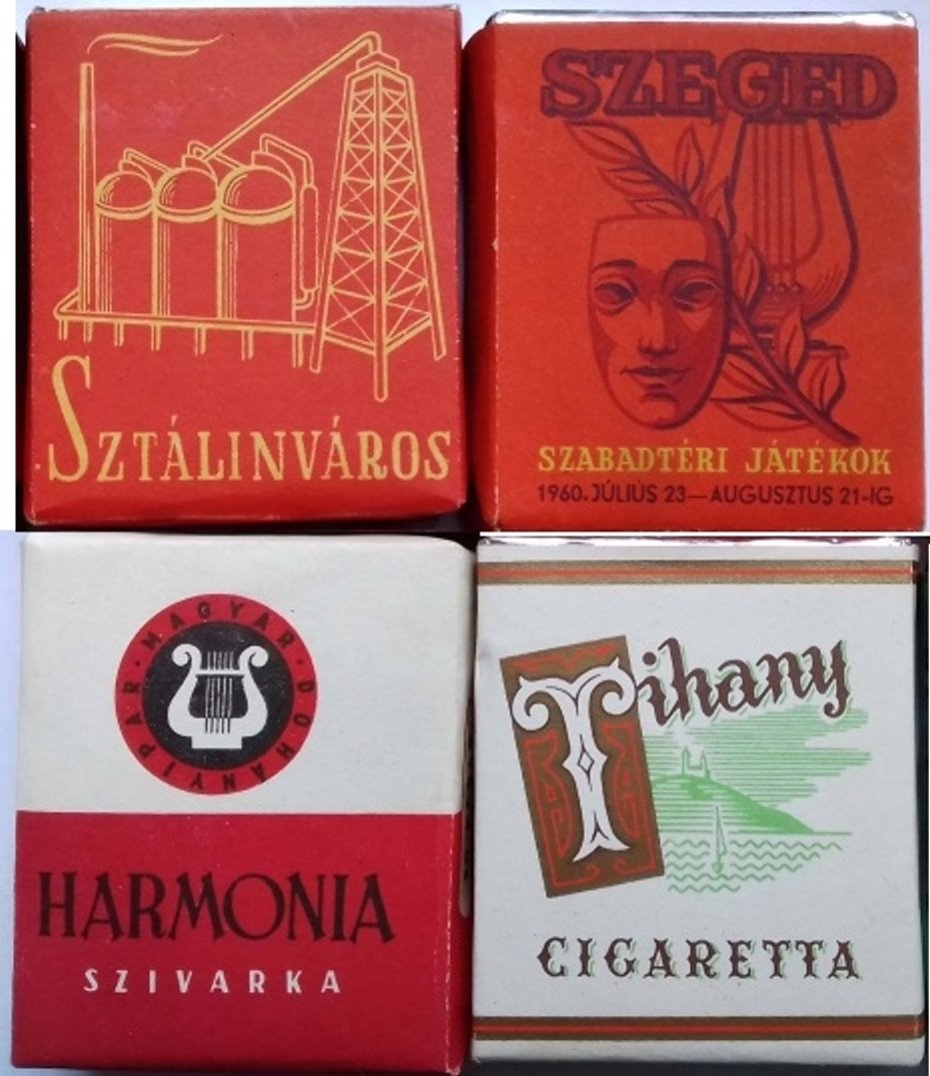 SZTÁLINVÁROS
SZEGED
SZABADTÉRI JÁTÉKOK
1960. JÚLIUS 23—AUGUSZTUS 21-IG
MAGYAR · DOHÁNYIPAR ·
HARMONIA
SZIVARKA
Tihany
CIGARETTA